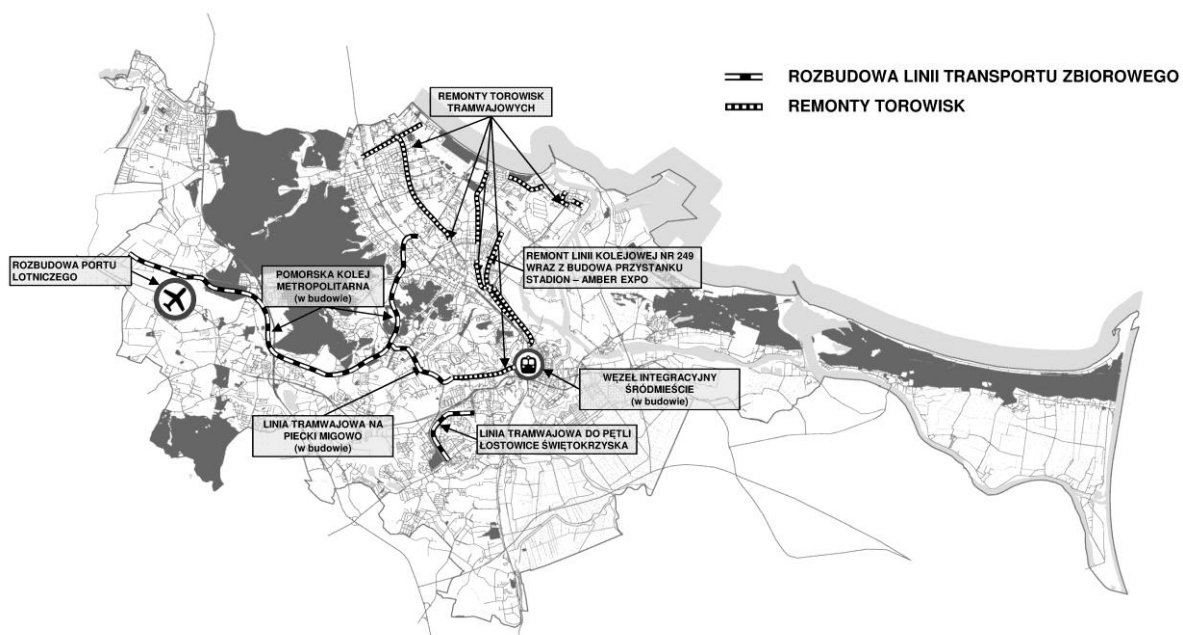 ROZBUDOWA LINII TRANSPORTU ZBIOROWEGO
REMONTY TOROWISK
REMONTY TOROWISK
TRAMWAJOWYCH
ROZBUDOWA PORTU
LOTNICZEGO
POMORSKA KOLEJ
METROPOLITARNA
(w budowie)
REMONT LINII KOLEJOWEJ NR 249
WRAZ Z BUDOWA PRZYSTANKU
STADION – AMBER EXPO
WĘZEŁ INTEGRACYJNY
ŚRÓDMIEŚCIE
(w budowie)
LINIA TRAMWAJOWA NA
PIECKI MIGOWO
(w budowie)
LINIA TRAMWAJOWA DO PĘTLI
ŁOSTOWICE ŚWIĘTOKRZYSKA